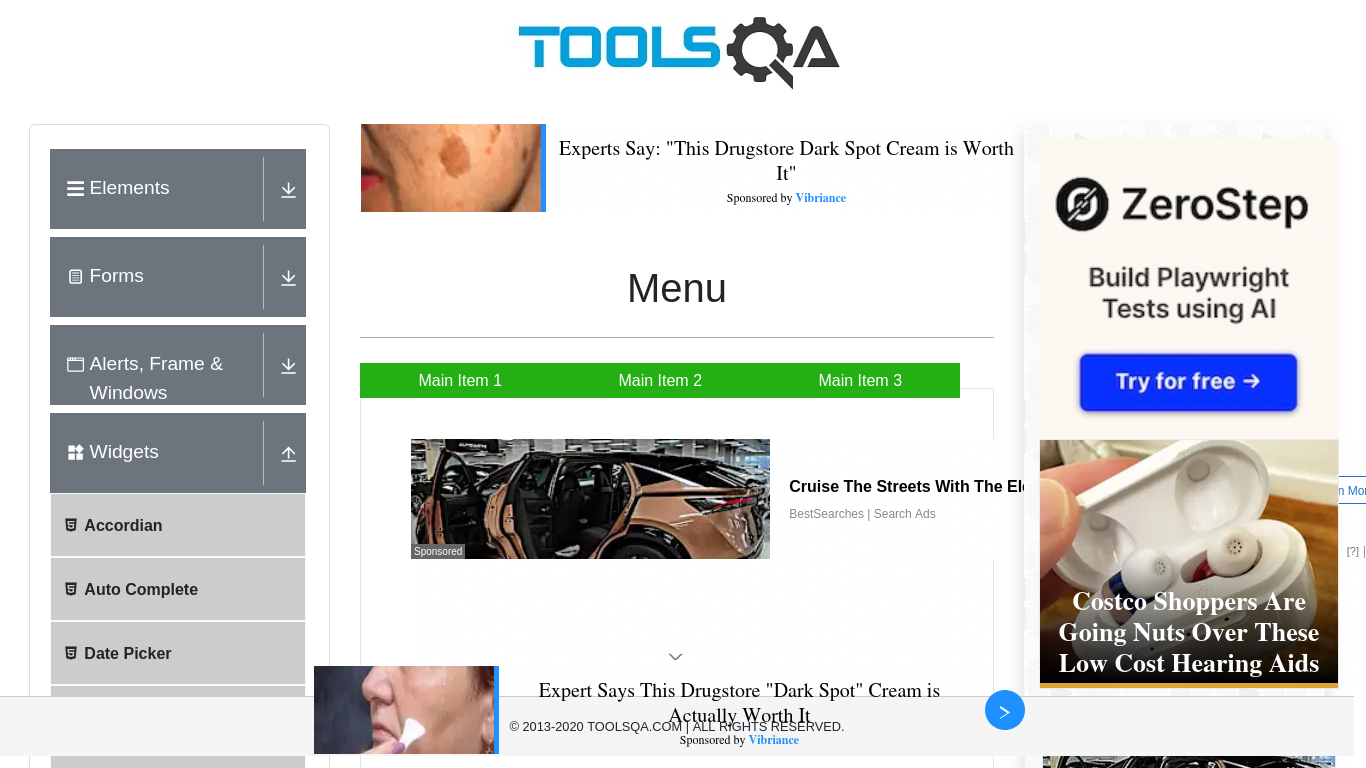 TOOLSQA
Elements
Forms
Alerts, Frame &
Windows
Widgets
Accordian
Auto Complete
Date Picker
Experts Say: "This Drugstore Dark Spot Cream is Worth
It"
Sponsored by Vibriance
Menu
Main Item 1
Main Item 2
Main Item 3
Sponsored
Cruise The Streets With The
BestSearches | Search Ads
ZeroStep
Build Playwright
Tests using AI
Try for free →
[?] |
Costco Shoppers Are
Going Nuts Over These
Low Cost Hearing Aids
Expert Says This Drugstore "Dark Spot" Cream is
Actually Worth It
© 2013-2020 TOOLSQA.COM | ALL RIGHTS RESERVED.
Sponsored by Vibriance